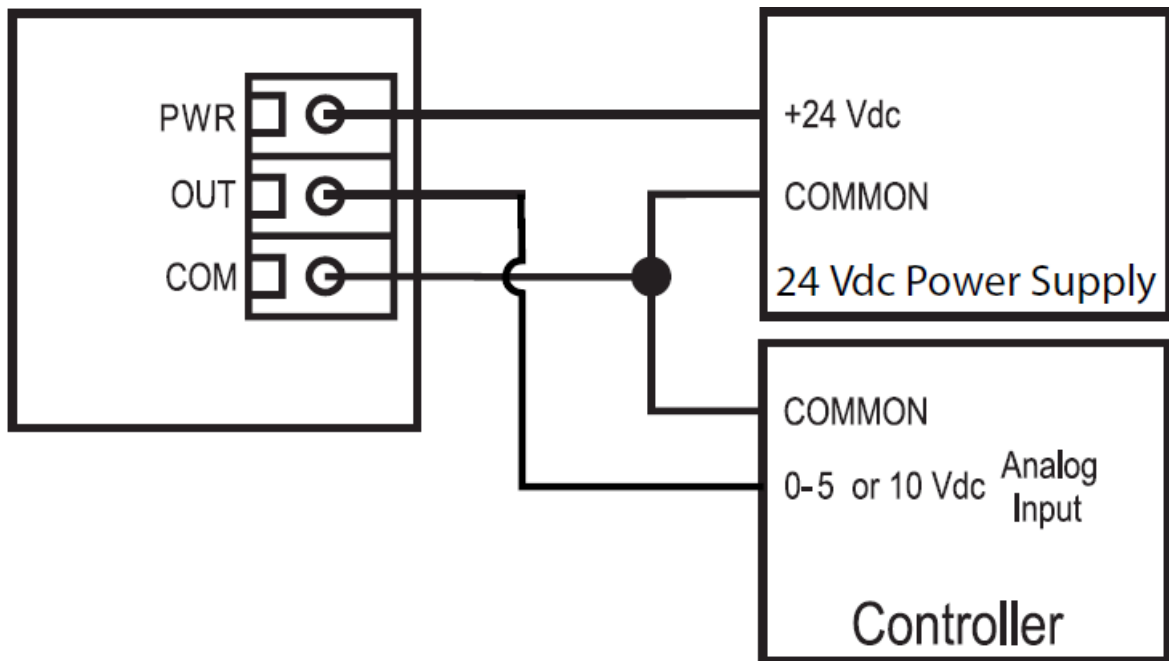 PWR
OUT
COM
+24 Vdc
COMMON
24 Vdc Power Supply
COMMON
0-5 or 10 Vdc Analog Input
Controller